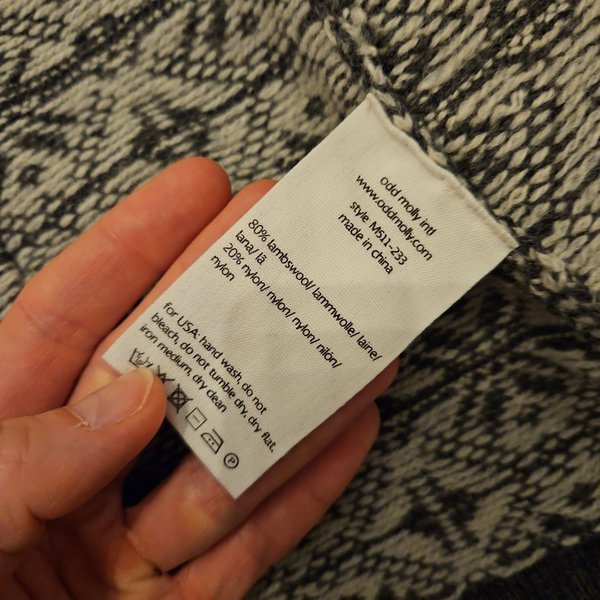 odd molly intl
www.oddmolly.com
style: M511-233
made in china
80% lambswool/ lammwolle/ laine/
lana/ lã
20% nylon/ nylon/ nylon/ nilon/
nylon
for USA: hand wash, do not
bleach, do not tumble dry, dry flat.
iron medium, dry clean
P